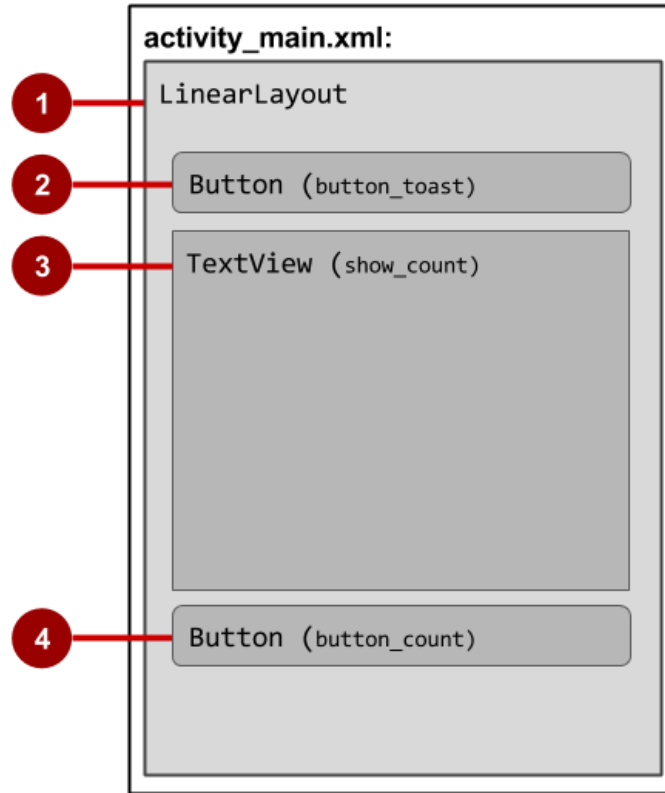 activity_main.xml:
1
LinearLayout
2
Button (button_toast)
3
TextView (show_count)
4
Button (button_count)